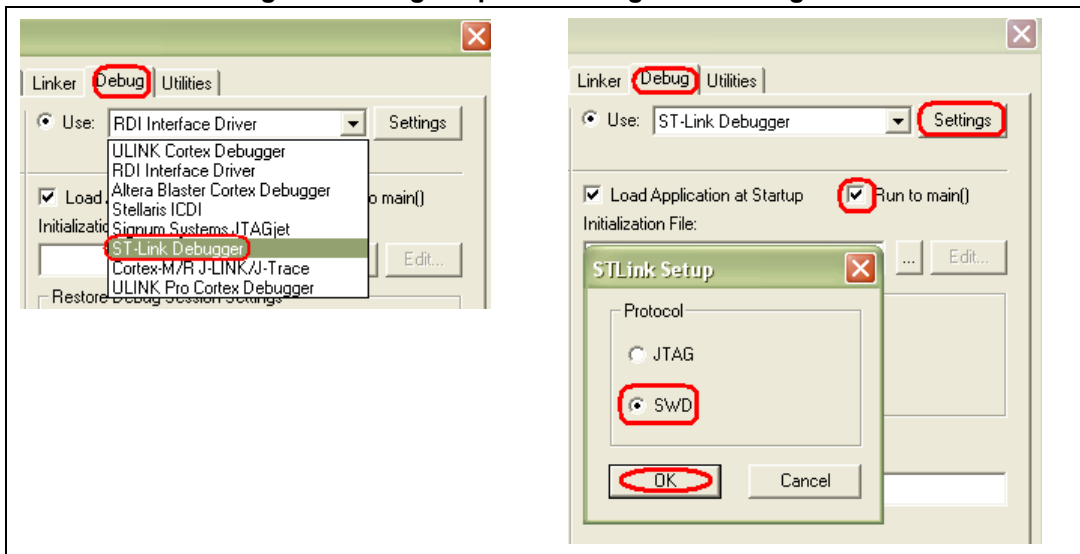 Linker Debug Utilities
Use: RDI Interface Driver Settings
ULINK Cortex Debugger
RDI Interface Driver
Altera Blaster Cortex Debugger
Load o main()
Stellaris ICDI
Initializatio Signum Systems JTAGjet
ST-Link Debugger
Edit...
Cortex-M/R J-LINK/J-Trace
ULINK Pro Cortex Debugger
Restore Debug Session Settings
Linker Debug Utilities
Use: ST-Link Debugger Settings
Load Application at Startup Run to main()
Initialization File:
... Edit...
STLink Setup
Protocol
JTAG
SWD
OK Cancel